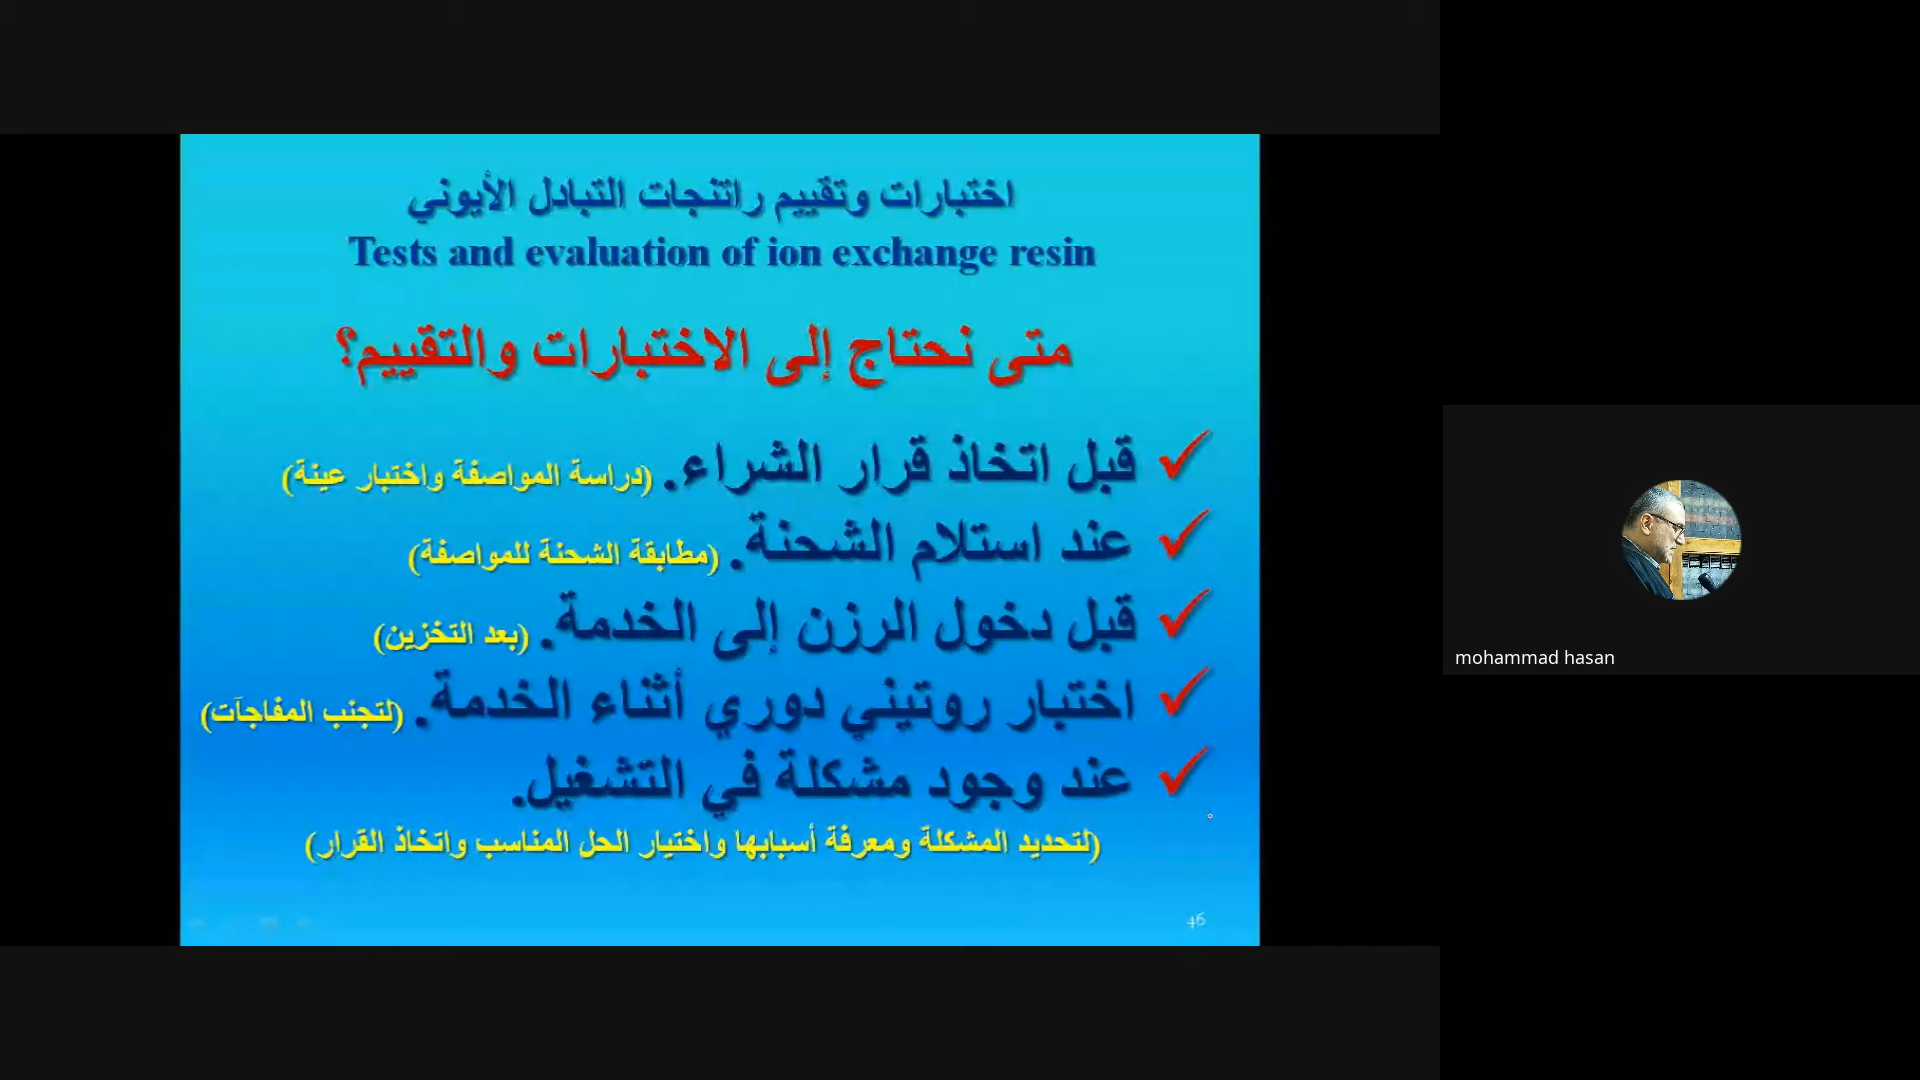 اختبارات وتقييم راتنجات التبادل الأيوني
Tests and evaluation of ion exchange resin
متى نحتاج إلى الاختبارات والتقييم؟
✓ قبل اتخاذ قرار الشراء. (دراسة المواصفة واختبار عينة)
✓ عند استلام الشحنة. (مطابقة الشحنة للمواصفة)
✓ قبل دخول الرزن إلى الخدمة. (بعد التخزين)
✓ اختبار روتيني دوري أثناء الخدمة. (لتجنب المفاجآت)
✓ عند وجود مشكلة في التشغيل.
(لتحديد المشكلة ومعرفة أسبابها واختيار الحل المناسب واتخاذ القرار)
46
mohammad hasan